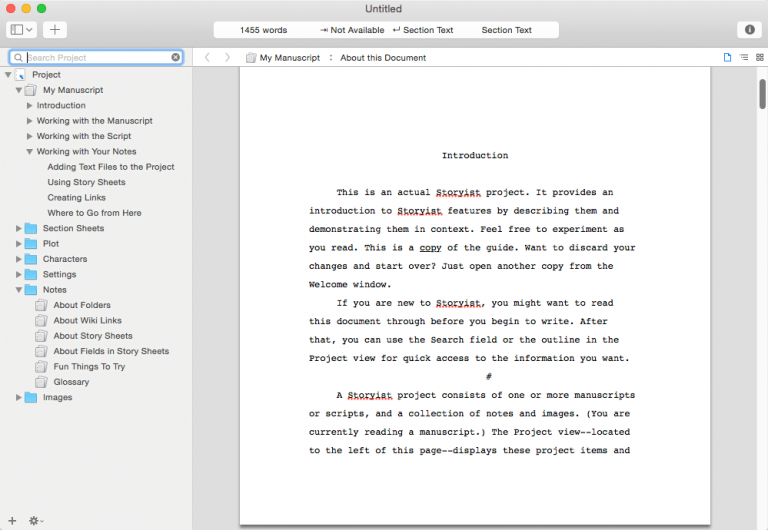 Untitled
1455 words
Not Available
Section Text
Section Text
Search Project
My Manuscript : About this Document
Project
My Manuscript
Introduction
Working with the Manuscript
Working with the Script
Working with Your Notes
Adding Text Files to the Project
Using Story Sheets
Creating Links
Where to Go from Here
Section Sheets
Plot
Characters
Settings
Notes
About Folders
About Wiki Links
About Story Sheets
About Fields in Story Sheets
Fun Things To Try
Glossary
Images
Introduction
This is an actual Storyist project. It provides an
introduction to Storyist features by describing them and
demonstrating them in context. Feel free to experiment as
you read. This is a copy of the guide. Want to discard your
changes and start over? Just open another copy from the
Welcome window.
If you are new to Storyist, you might want to read
this document through before you begin to write. After
that, you can use the Search field or the outline in the
Project view for quick access to the information you want.
#
A Storyist project consists of one or more manuscripts
or scripts, and a collection of notes and images. (You are
currently reading a manuscript.) The Project view--located
to the left of this page--displays these project items and